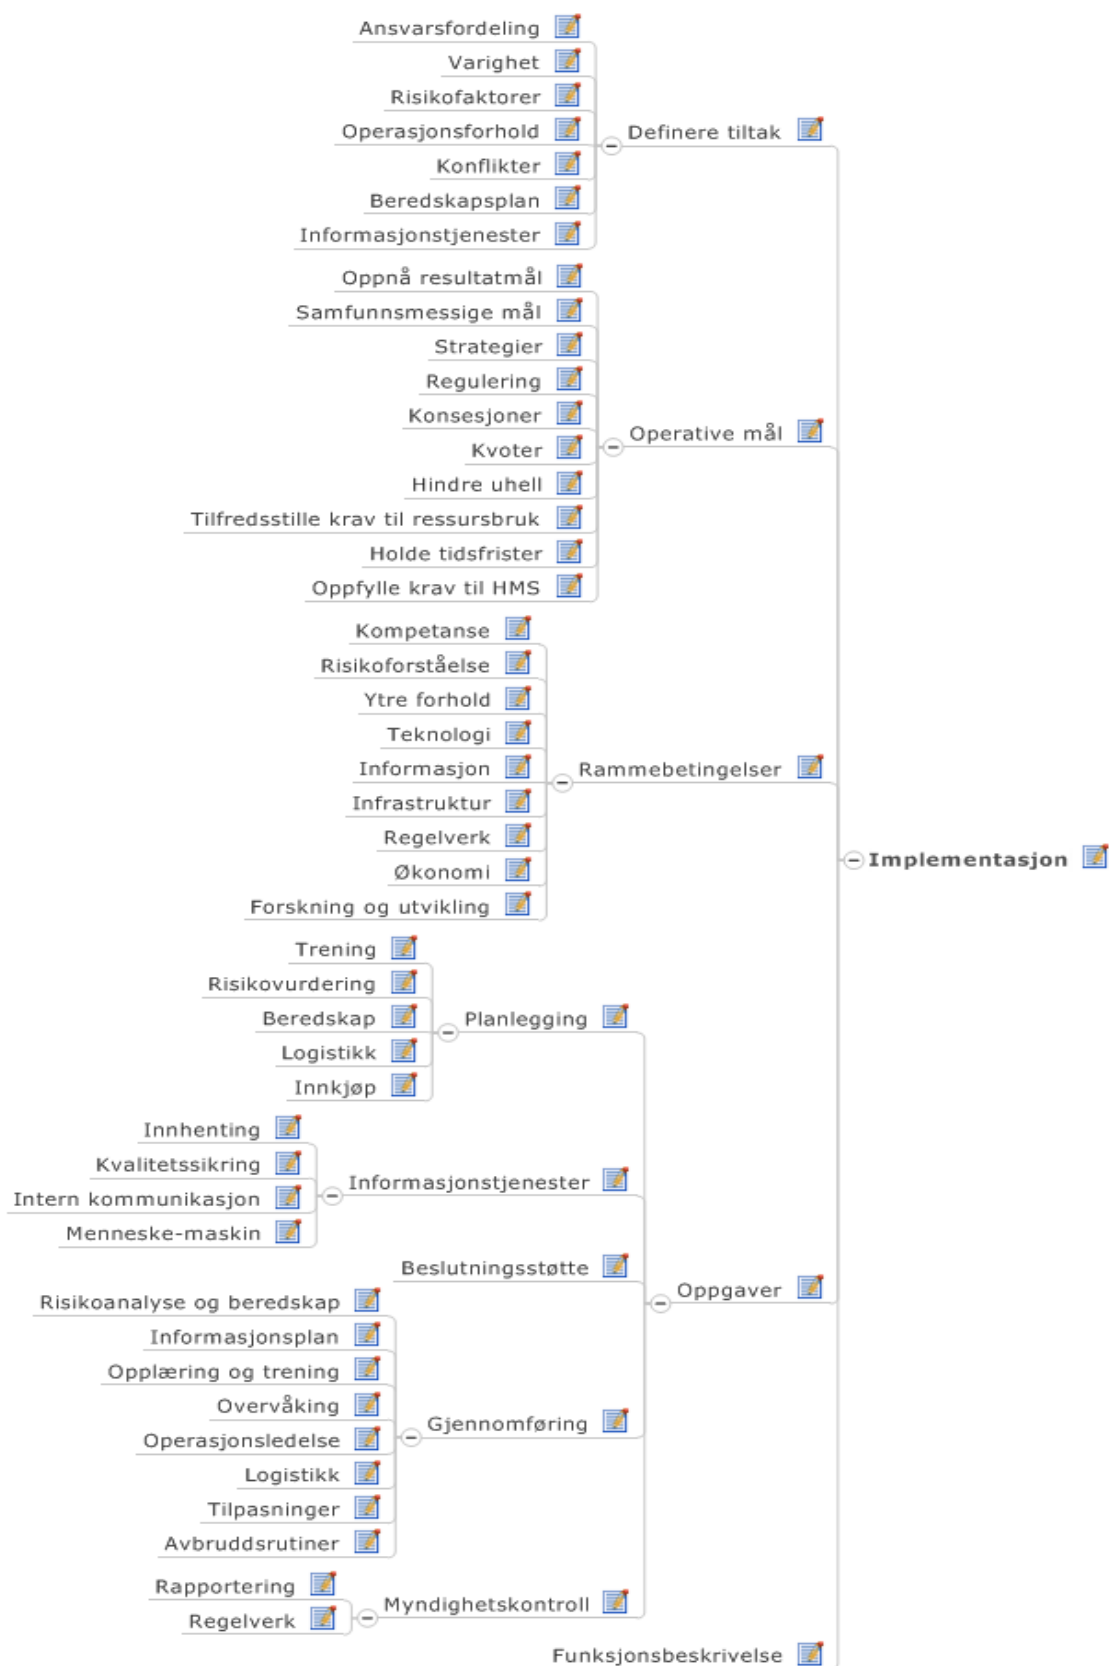 Ansvarsfordeling
Varighet
Risikofaktorer
Operasjonsforhold
Definere tiltak
Konflikter
Beredskapsplan
Informasjonstjenester
Oppnå resultatmål
Samfunnsmessige mål
Strategier
Regulering
Konsesjoner
Operative mål
Kvoter
Hindre uhell
Tilfredsstille krav til ressursbruk
Holde tidsfrister
Oppfylle krav til HMS
Kompetanse
Risikoforståelse
Ytre forhold
Teknologi
Informasjon
Rammebetingelser
Infrastruktur
Regelverk
Økonomi
Implementasjon
Forskning og utvikling
Trening
Risikovurdering
Beredskap
Planlegging
Logistikk
Innkjøp
Innhenting
Kvalitetssikring
Informasjonstjenester
Intern kommunikasjon
Menneske-maskin
Beslutningsstøtte
Oppgaver
Risikoanalyse og beredskap
Informasjonsplan
Opplæring og trening
Overvåking
Gjennomføring
Operasjonsledelse
Logistikk
Tilpasninger
Avbruddsrutiner
Rapportering
Myndighetskontroll
Regelverk
Funksjonsbeskrivelse